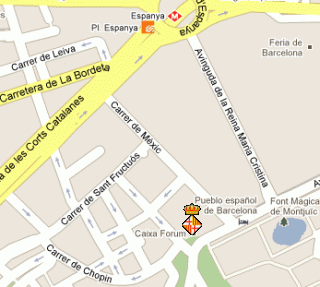 Espanya
Pl Espanya
d'Espanya
Carrer de Leiva
Feria de
Barcelona
Carretera de La Bordeta
Avinguda de la Reina Maria Cristina
a de les Corts Catalanes
Carrer de Mèxic
Carrer de Sant Fructuós
Pueblo español
de Barcelona
Font Màgica
de Montjuïc
Av
Caixa Forum
Carrer de Chopin